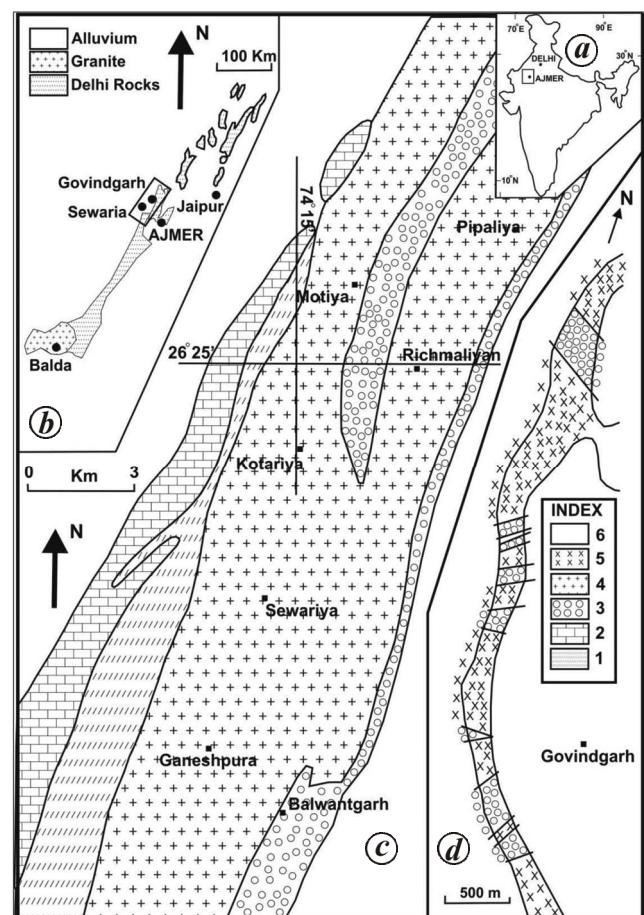 Alluvium
Granite
Delhi Rocks
N
100 Km
Govindgarh
Sewaria
Jaipur
AJMER
Balda
b
70°E
90°E
a
30°N
DELHI
AJMER
10°N
74°15'
Pipaliya
Motiya
26°25'
Richmaliyan
0 3
Km
N
Kotariya
Sewariya
Ganeshpura
Balwantgarh
c
N
INDEX
6
5
4
3
2
1
Govindgarh
d
500 m